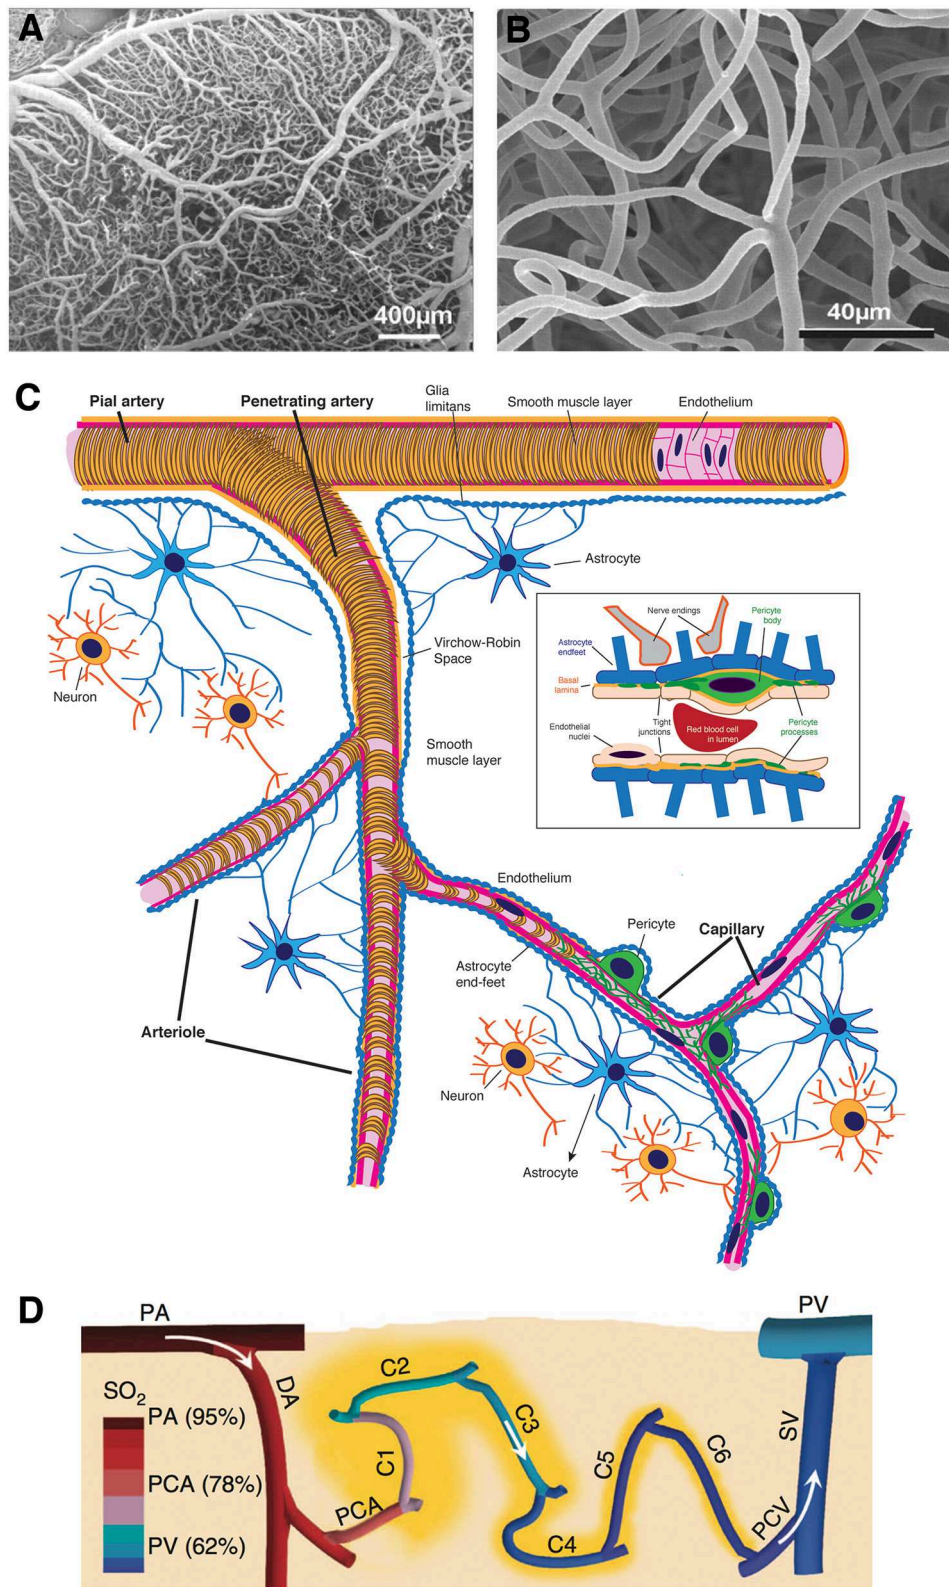 A
400µm
B
40µm
C
Pial artery
Penetrating artery
Glia
limitans
Smooth muscle layer
Endothelium
Astrocyte
Neuron
Virchow-Robin
Space
Smooth
muscle layer
Nerve endings
Pericyte
body
Astrocyte
endfeet
Basal
lamina
Endothelial
nuclei
Tight
junctions
Red blood cell
in lumen
Pericyte
processes
Endothelium
Pericyte
Capillary
Astrocyte
end-feet
Arteriole
Neuron
Astrocyte
D
PA
PV
SO2
PA (95%)
PCA (78%)
PV (62%)
DA
PCA
C1
C2
C3
C4
C5
C6
PCV
SV